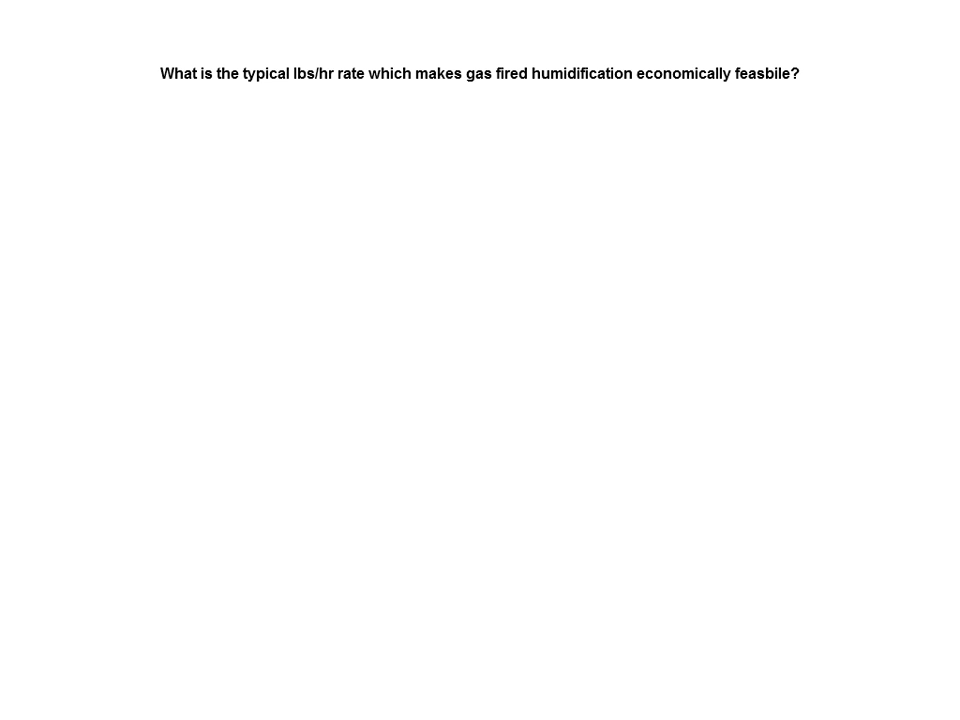 What is the typical lbs/hr rate which makes gas fired humidification economically feasbile?